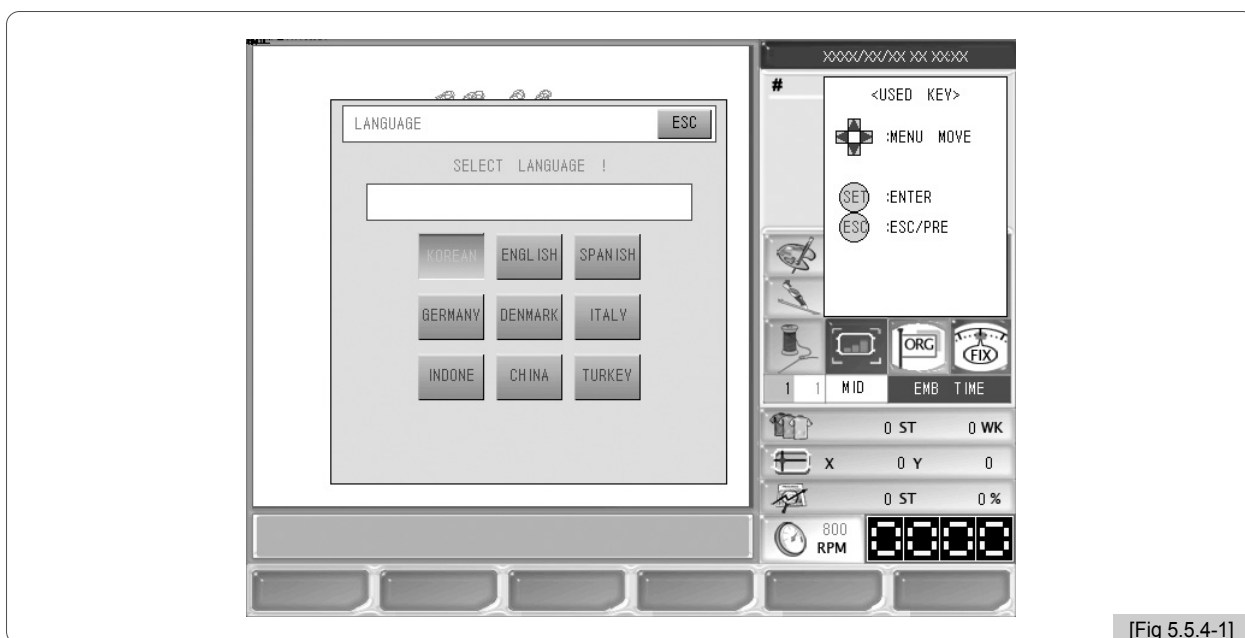 XXXX/XX/XX XX XX:XX
#
<USED KEY>
:MENU MOVE
SET :ENTER
ESC :ESC/PRE
LANGUAGE ESC
SELECT LANGUAGE !
KOREAN ENGLISH SPANISH
GERMANY DENMARK ITALY
INDONE CHINA TURKEY
ORG FIX
1 1 MID EMB TIME
0 ST 0 WK
X 0 Y 0
0 ST 0 %
800
RPM
[Fig 5.5.4-1]